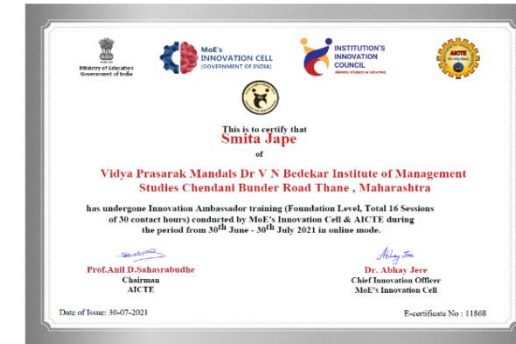 Ministry of Education
Government of India
MoE's
INNOVATION CELL
(GOVERNMENT OF INDIA)
INSTITUTION'S
INNOVATION
COUNCIL
AICTE
This is to certify that
Smita Jape
of
Vidya Prasarak Mandals Dr V N Bedekar Institute of Management
Studies Chendani Bunder Road Thane , Maharashtra
has undergone Innovation Ambassador training (Foundation Level, Total 16 Sessions
of 30 contact hours) conducted by MoE's Innovation Cell & AICTE during
the period from 30th June - 30th July 2021 in online mode.
Abhay Jere
Prof.Anil D.Sahasrabudhe
Chairman
AICTE
Dr. Abhay Jere
Chief Innovation Officer
MoE's Innovation Cell
Date of Issue: 30-07-2021
E-certificate No : 11868